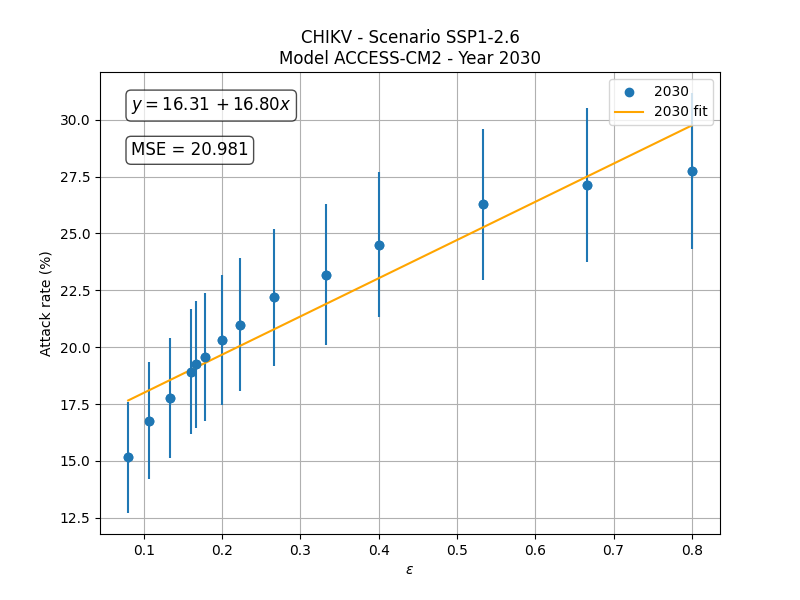 CHIKV - Scenario SSP1-2.6
Model ACCESS-CM2 - Year 2030
y = 16.31 + 16.80x
MSE = 20.981
2030
2030 fit
Attack rate (%)
30.0
27.5
25.0
22.5
20.0
17.5
15.0
12.5
0.1 0.2 0.3 0.4 0.5 0.6 0.7 0.8
ε